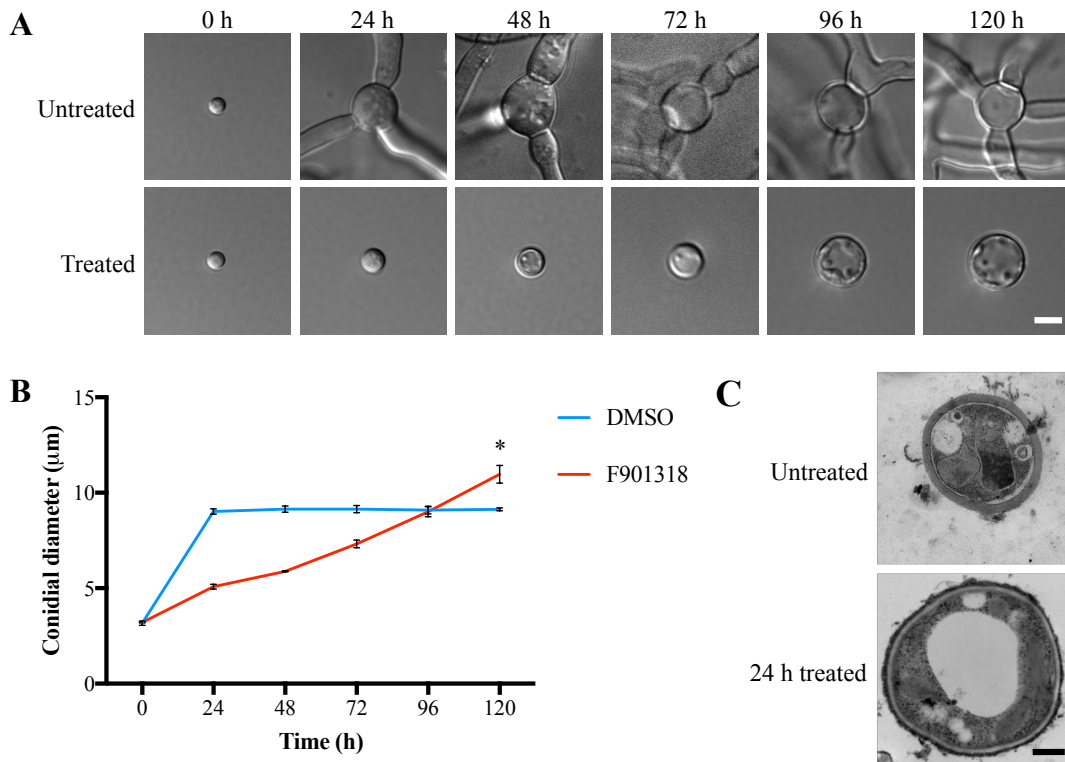 A
0 h 24 h 48 h 72 h 96 h 120 h
Untreated
Treated
B
Conidial diameter (μm)
15
10
5
0
0 24 48 72 96 120
Time (h)
DMSO
F901318
*
C
Untreated
24 h treated